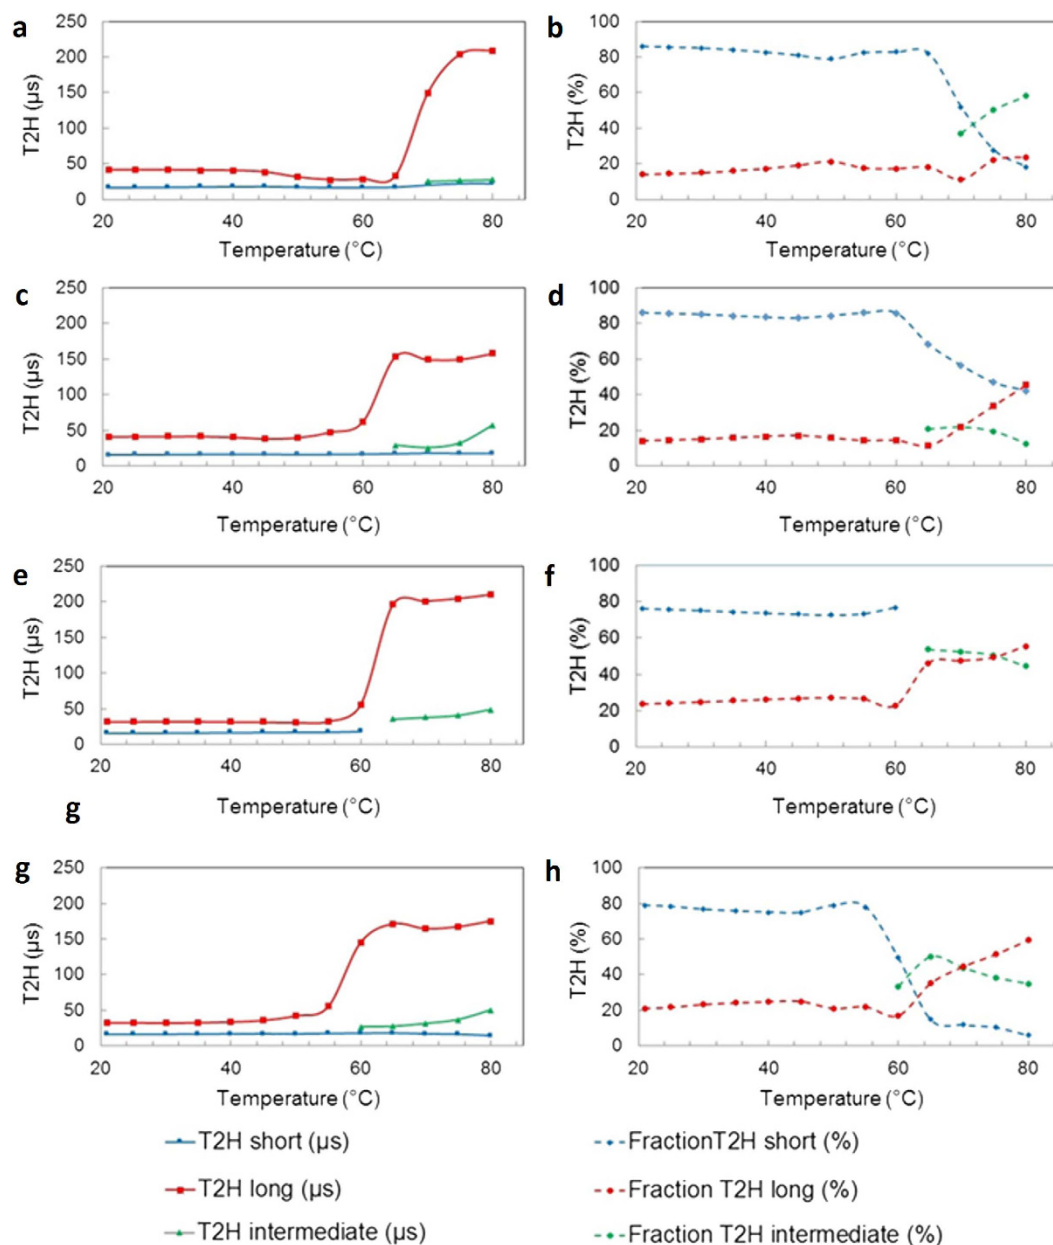 a
250
200
150
100
50
0
T2H (µs)
20 40 60 80
Temperature (°C)
b
100
80
60
40
20
0
T2H (%)
20 40 60 80
Temperature (°C)
c
250
200
150
100
50
0
T2H (µs)
20 40 60 80
Temperature (°C)
d
100
80
60
40
20
0
T2H (%)
20 40 60 80
Temperature (°C)
e
250
200
150
100
50
0
T2H (µs)
20 40 60 80
Temperature (°C)
f
100
80
60
40
20
0
T2H (%)
20 40 60 80
Temperature (°C)
g
g
250
200
150
100
50
0
T2H (µs)
20 40 60 80
Temperature (°C)
h
100
80
60
40
20
0
T2H (%)
20 40 60 80
Temperature (°C)
T2H short (µs)
T2H long (µs)
T2H intermediate (µs)
FractionT2H short (%)
Fraction T2H long (%)
Fraction T2H intermediate (%)